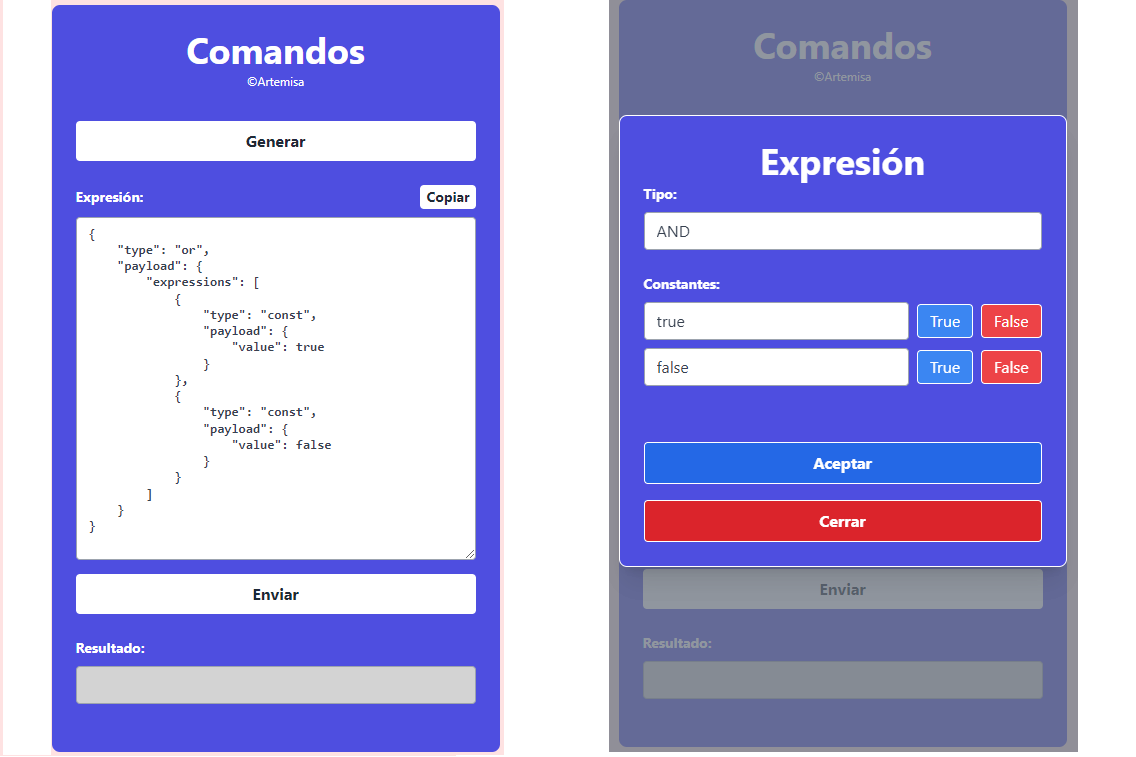 Comandos
©Artemisa
Generar
Expresión:
Copiar
{
    "type": "or",
    "payload": {
        "expressions": [
            {
                "type": "const",
                "payload": {
                    "value": true
                }
            },
            {
                "type": "const",
                "payload": {
                    "value": false
                }
            }
        ]
    }
}
Enviar
Resultado:
Comandos
©Artemisa
Expresión
Tipo:
AND
Constantes:
true True False
false True False
Aceptar
Cerrar
Enviar
Resultado: